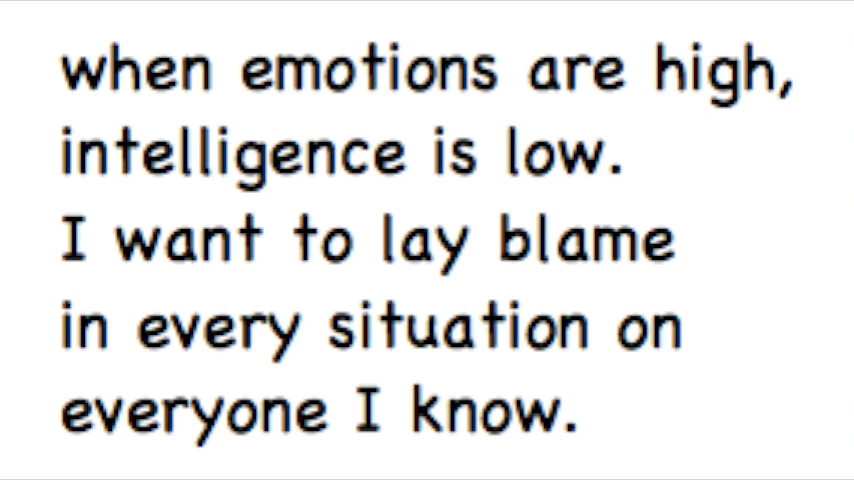 when emotions are high,
intelligence is low.
I want to lay blame
in every situation on
everyone I know.